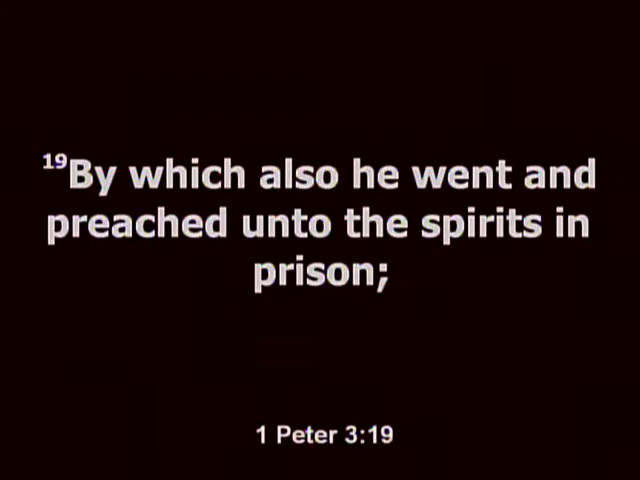 19By which also he went and
preached unto the spirits in
prison;
1 Peter 3:19